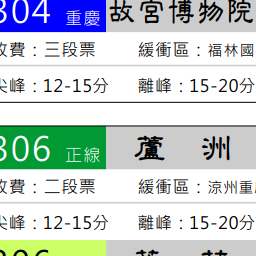 304 重慶 故宮博物院
收費：三段票 緩衝區：福林國
尖峰：12-15分 離峰：15-20分
306 正線 蘆洲
收費：二段票 緩衝區：涼州重
尖峰：12-15分 離峰：15-20分
306